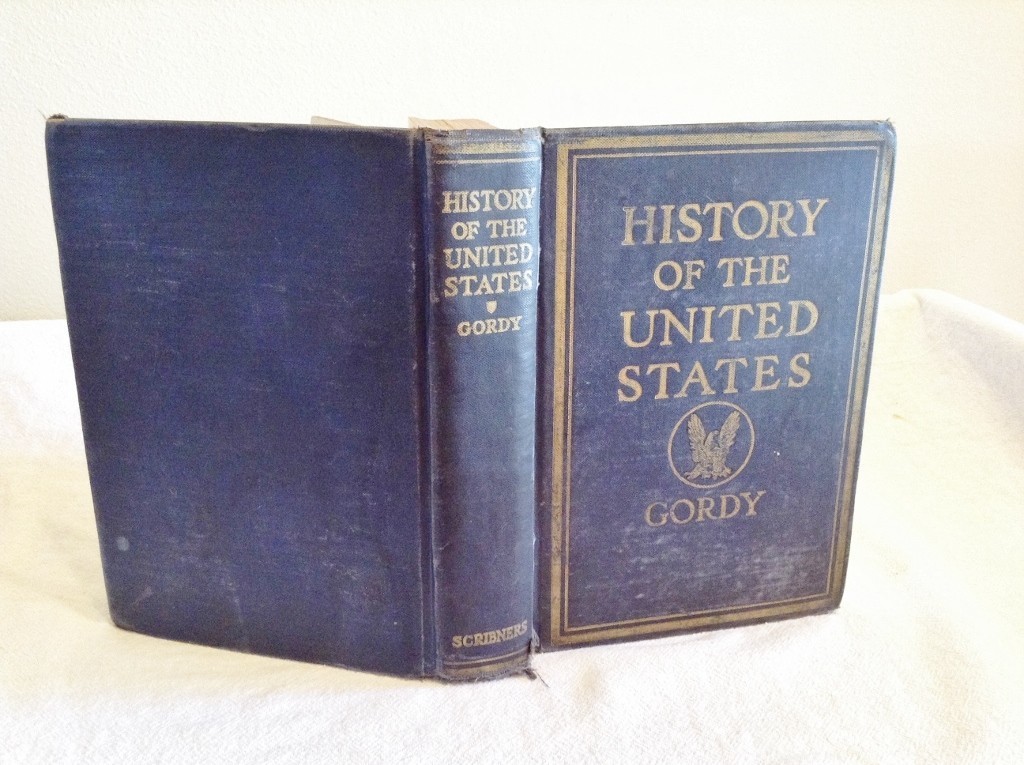 HISTORY
OF THE
UNITED
STATES
GORDY
SCRIBNERS
HISTORY
OF THE
UNITED
STATES
GORDY